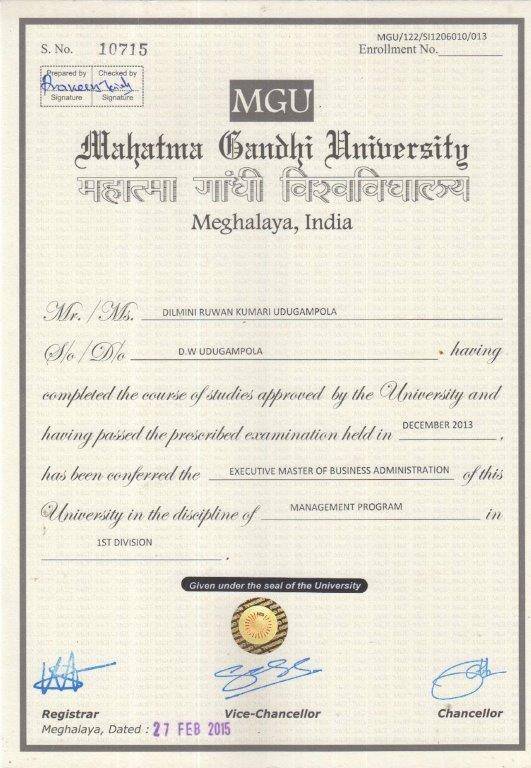 MGU/122/SI1206010/013
S. No. 10715 Enrollment No.
Prepared by Checked by
Signature Signature
MGU
Mahatma Gandhi University
महात्मा गांधी विश्वविद्यालय
Meghalaya, India
Mr. / Ms. DILMINI RUWAN KUMARI UDUGAMPOLA
S/o / D/o D.W UDUGAMPOLA having
completed the course of studies approved by the University and
having passed the prescribed examination held in DECEMBER 2013 ,
has been conferred the EXECUTIVE MASTER OF BUSINESS ADMINISTRATION of this
University in the discipline of MANAGEMENT PROGRAM in
1ST DIVISION .
Given under the seal of the University
Registrar Vice-Chancellor Chancellor
Meghalaya, Dated : 27 FEB 2015